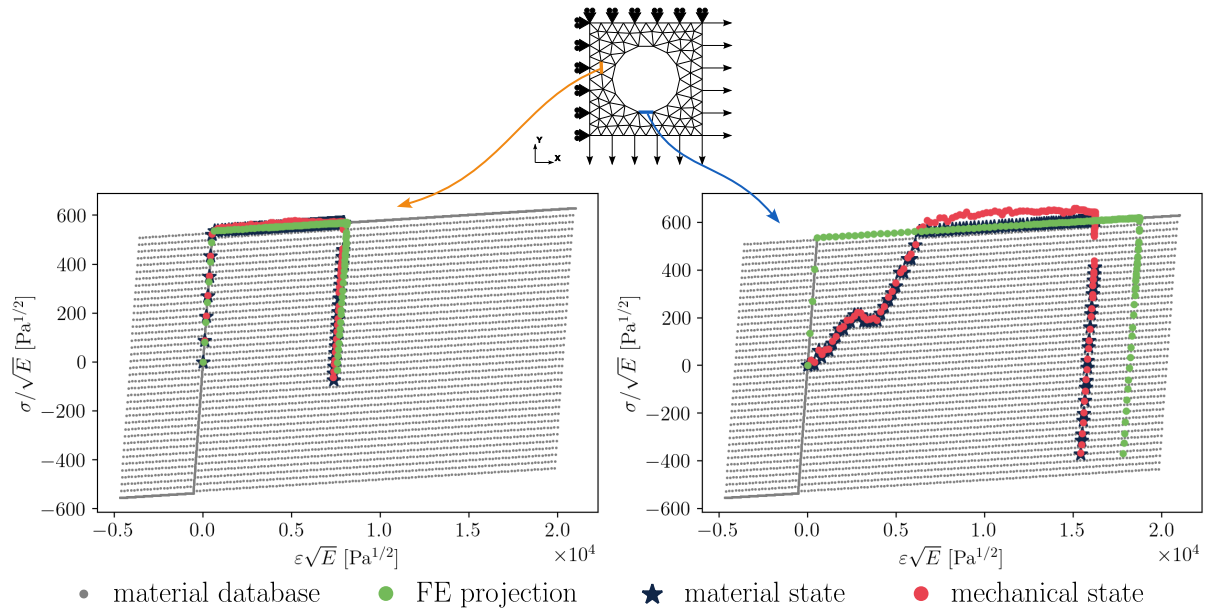 Y
X
600
400
200
0
−200
−400
−600
σ/√E [Pa^{1/2}]
−0.5 0.0 0.5 1.0 1.5 2.0
×10^4
ε√E [Pa^{1/2}]
600
400
200
0
−200
−400
−600
σ/√E [Pa^{1/2}]
−0.5 0.0 0.5 1.0 1.5 2.0
×10^4
ε√E [Pa^{1/2}]
material database FE projection material state mechanical state